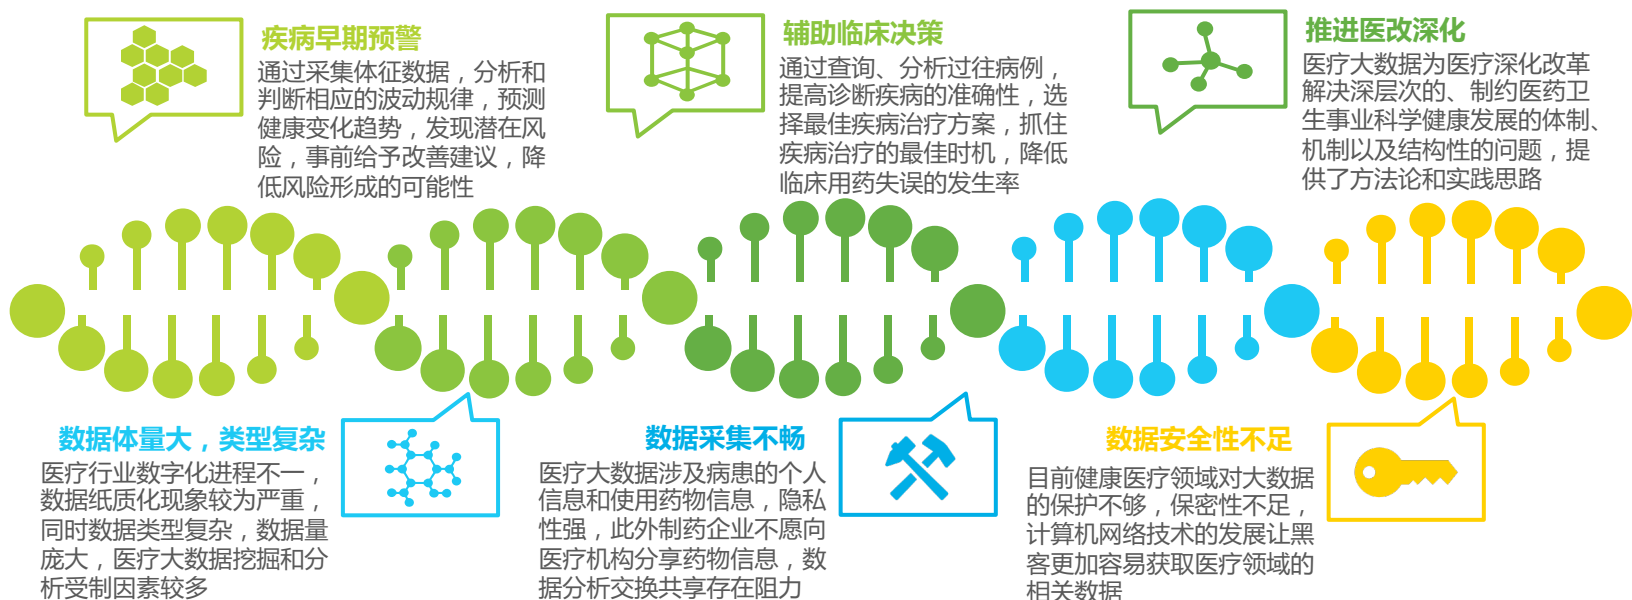 疾病早期预警
通过采集体征数据，分析和
判断相应的波动规律，预测
健康变化趋势，发现潜在风
险，事前给予改善建议，降
低风险形成的可能性
辅助临床决策
通过查询、分析过往病例，
提高诊断疾病的准确性，选
择最佳疾病治疗方案，抓住
疾病治疗的最佳时机，降低
临床用药失误的发生率
推进医改深化
医疗大数据为医疗深化改革
解决深层次的、制约医药卫
生事业科学健康发展的体制、
机制以及结构性的问题，提
供了方法论和实践思路
数据体量大，类型复杂
医疗行业数字化进程不一，
数据纸质化现象较为严重，
同时数据类型复杂，数据量
庞大，医疗大数据挖掘和分
析受制因素较多
数据采集不畅
医疗大数据涉及病患的个人
信息和使用药物信息，隐私
性强，此外制药企业不愿向
医疗机构分享药物信息，数
据分析交换共享存在阻力
数据安全性不足
目前健康医疗领域对大数据
的保护不够，保密性不足，
计算机网络技术的发展让黑
客更加容易获取医疗领域的
相关数据